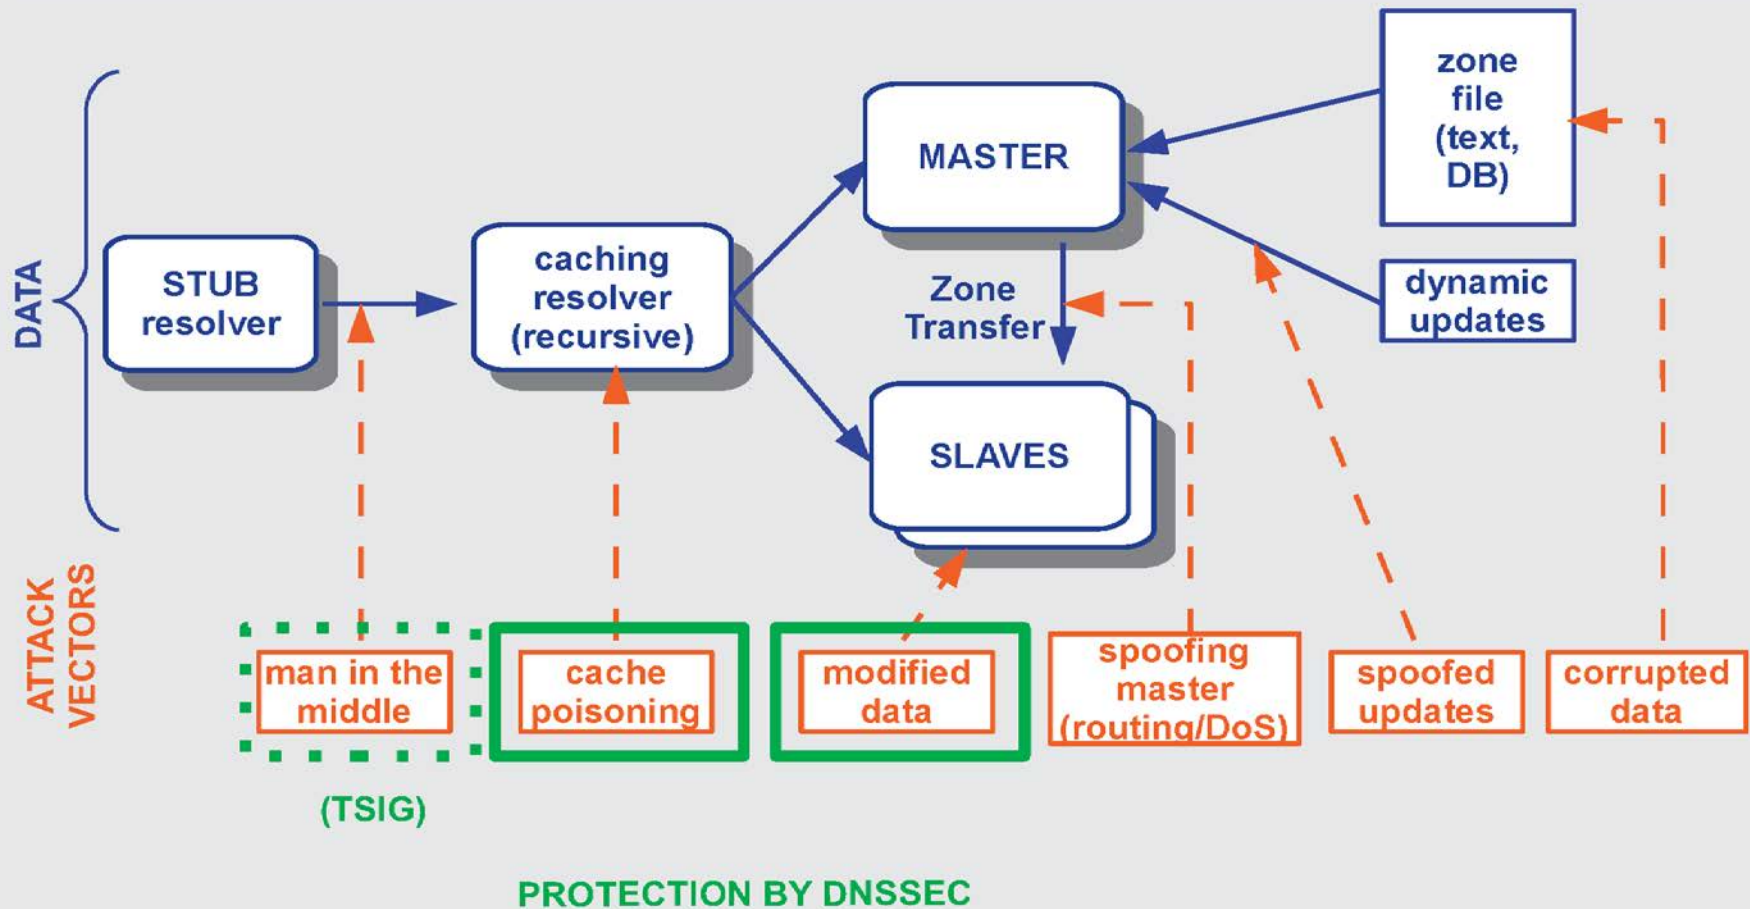 zone
file
(text,
DB)
MASTER
STUB
resolver
caching
resolver
(recursive)
Zone
Transfer
dynamic
updates
DATA
SLAVES
ATTACK
VECTORS
man in the
middle
cache
poisoning
modified
data
spoofing
master
(routing/DoS)
spoofed
updates
corrupted
data
(TSIG)
PROTECTION BY DNSSEC